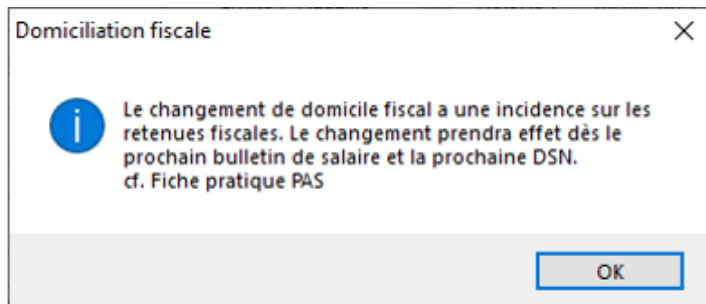 Domiciliation fiscale
Le changement de domicile fiscal a une incidence sur les
retenues fiscales. Le changement prendra effet dès le
prochain bulletin de salaire et la prochaine DSN.
cf. Fiche pratique PAS
OK